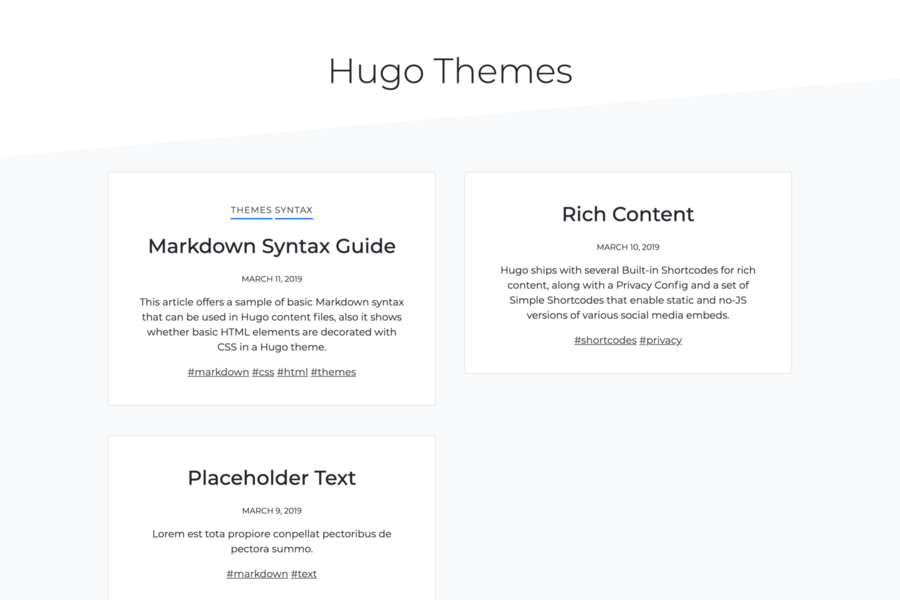 Hugo Themes
THEMES SYNTAX
Markdown Syntax Guide
MARCH 11, 2019
This article offers a sample of basic Markdown syntax
that can be used in Hugo content files, also it shows
whether basic HTML elements are decorated with
CSS in a Hugo theme.
#markdown #css #html #themes
Rich Content
MARCH 10, 2019
Hugo ships with several Built-in Shortcodes for rich
content, along with a Privacy Config and a set of
Simple Shortcodes that enable static and no-JS
versions of various social media embeds.
#shortcodes #privacy
Placeholder Text
MARCH 9, 2019
Lorem est tota propiore conpellat pectoribus de
pectora summo.
#markdown #text